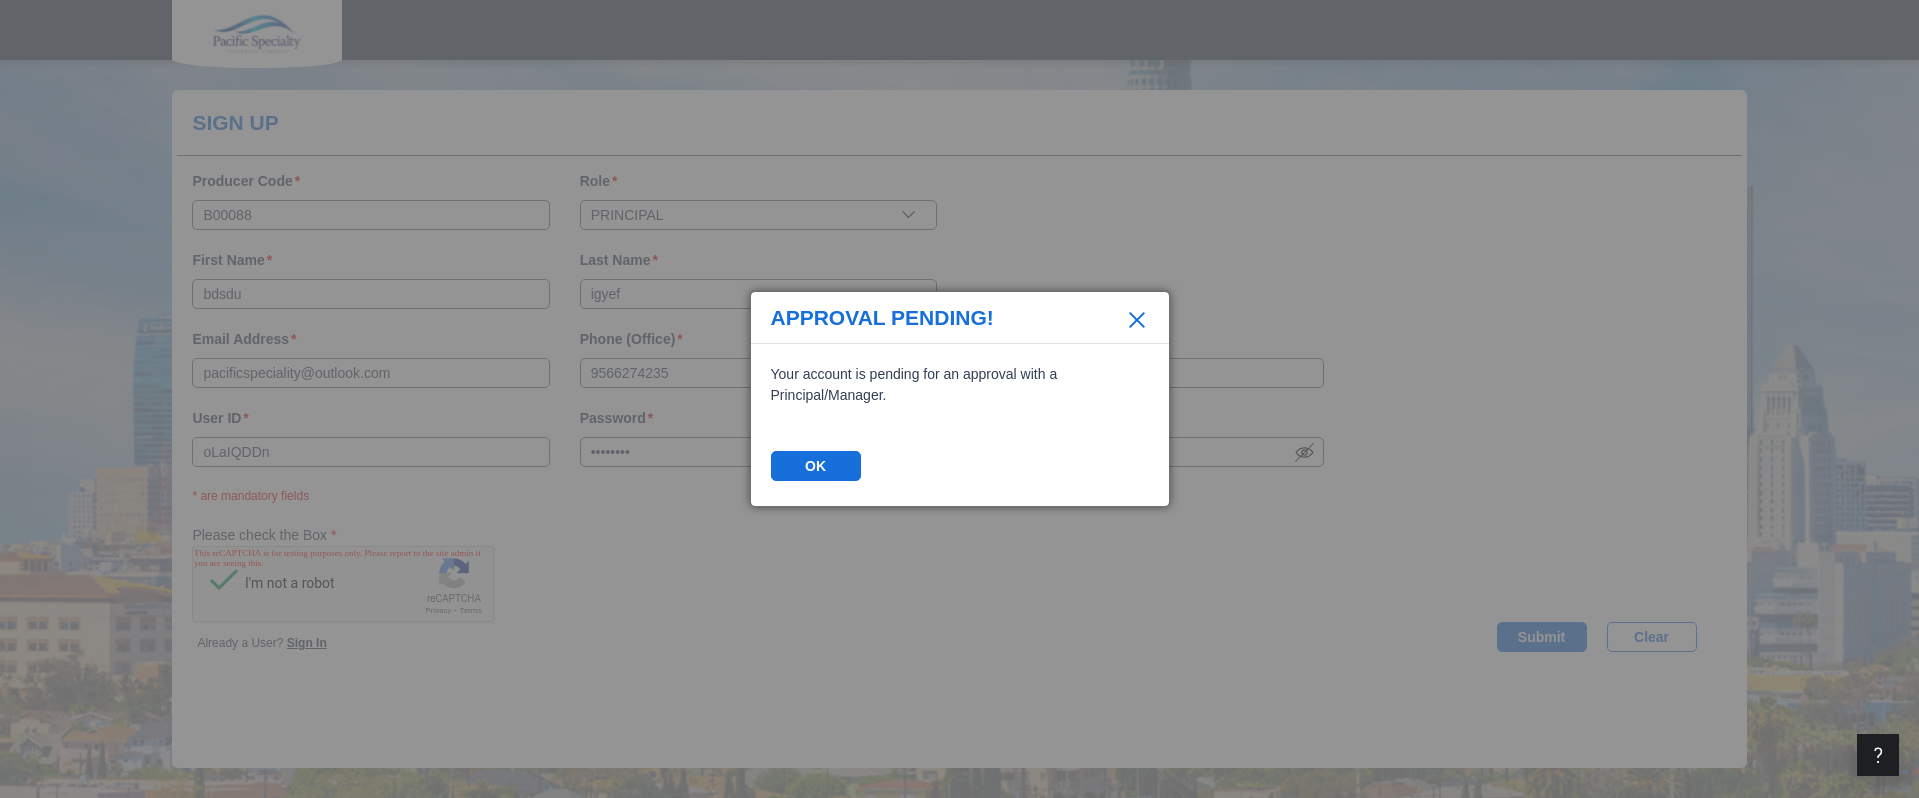 Pacific Specialty
SIGN UP
Producer Code*
Role*
B00088
PRINCIPAL
First Name*
Last Name*
bdsdu
igyef
APPROVAL PENDING!
Email Address*
Phone (Office)*
pacificspeciality@outlook.com
9566274235
Your account is pending for an approval with a
Principal/Manager.
User ID*
Password*
oLaIQDDn
••••••••
OK
* are mandatory fields
Please check the Box *
This reCAPTCHA is for testing purposes only. Please report to the site admin if
you are seeing this.
I'm not a robot
reCAPTCHA
Privacy - Terms
Already a User? Sign In
Submit
Clear
?